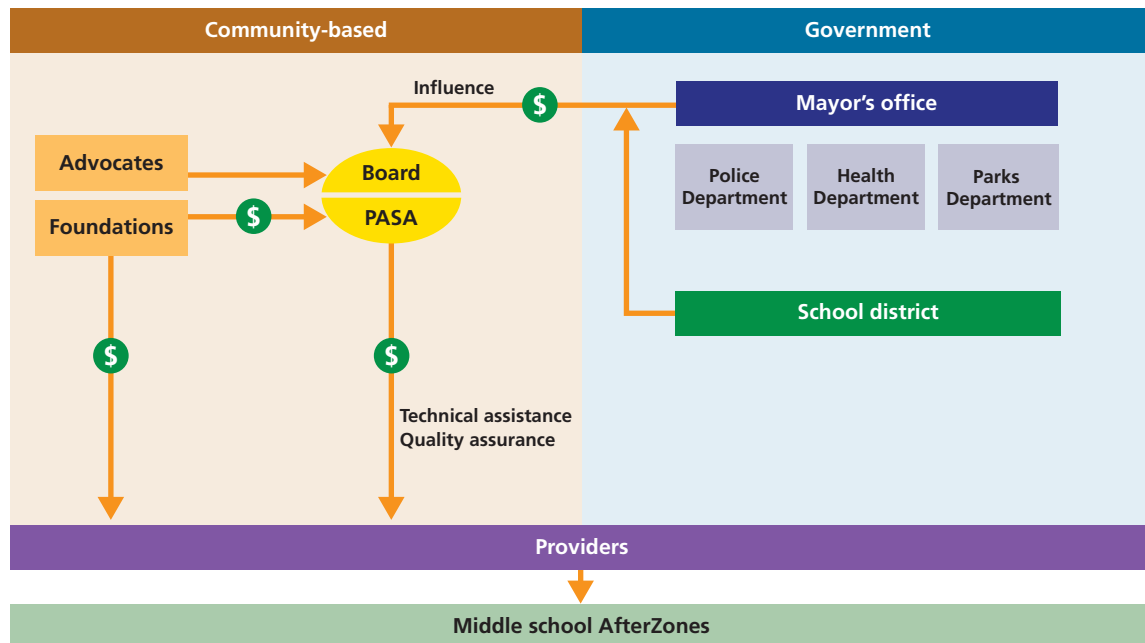 Community-based
Government
Influence
$
Mayor's office
Advocates
Board
Police
Department
Health
Department
Parks
Department
Foundations
$
PASA
School district
$
$
Technical assistance
Quality assurance
Providers
Middle school AfterZones